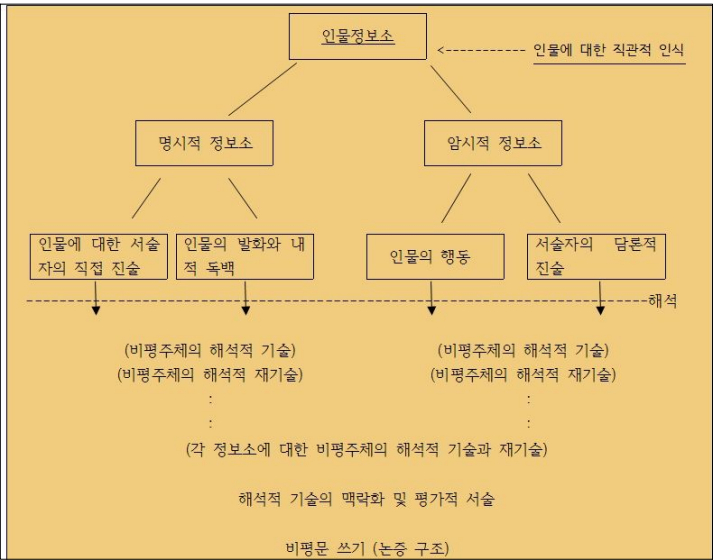 인물정보소
<----------- 인물에 대한 직관적 인식
명시적 정보소
암시적 정보소
인물에 대한 서술
자의 직접 진술
인물의 발화와 내
적 독백
인물의 행동
서술자의 담론적
진술
해석
(비평주체의 해석적 기술)
(비평주체의 해석적 재기술)
:
:
(비평주체의 해석적 기술)
(비평주체의 해석적 재기술)
:
:
(각 정보소에 대한 비평주체의 해석적 기술과 재기술)
해석적 기술의 맥락화 및 평가적 서술
비평문 쓰기 (논증 구조)